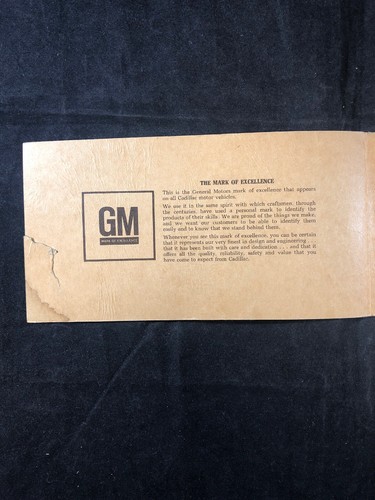 GM
MARK OF EXCELLENCE
THE MARK OF EXCELLENCE
This is the General Motors mark of excellence that appears
on all Cadillac motor vehicles.
We use it in the same spirit with which craftsmen, through
the centuries, have used a personal mark to identify the
products of their skills. We are proud of the things we make,
and we want our customers to be able to identify them
easily and to know that we stand behind them.
Whenever you see this mark of excellence, you can be certain
that it represents our very finest in design and engineering . . .
that it has been built with care and dedication . . . and that it
offers all the quality, reliability, safety and value that you
have come to expect from Cadillac.